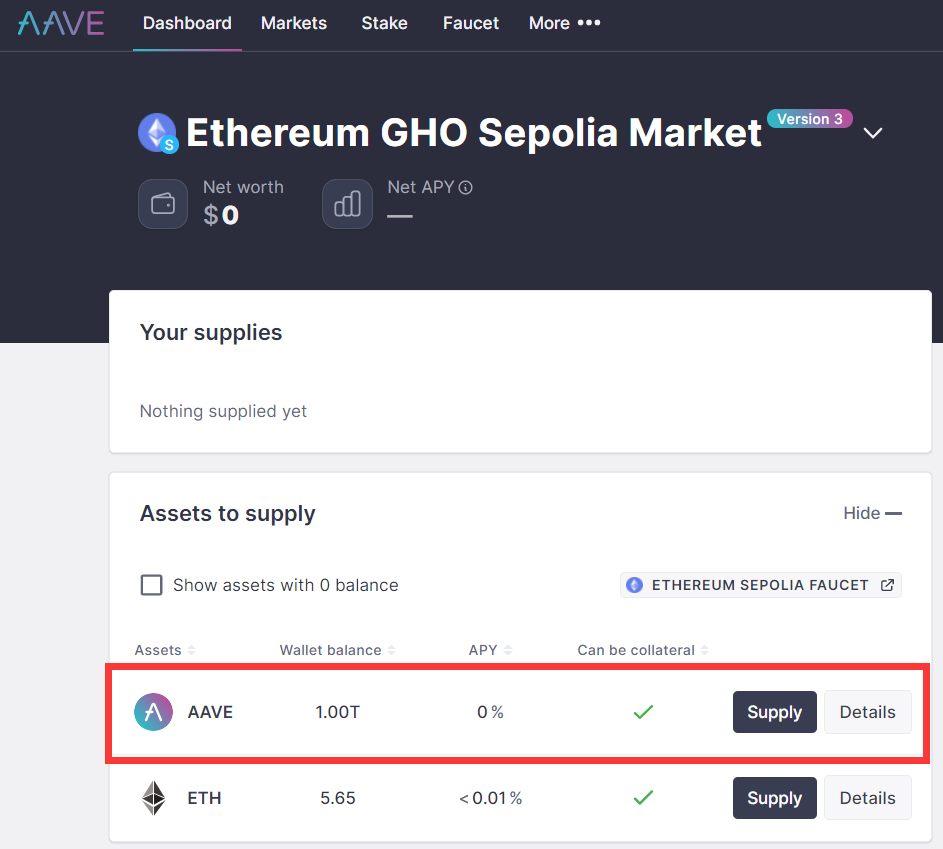 AAVE Dashboard Markets Stake Faucet More
Ethereum GHO Sepolia Market Version 3
S
Net worth Net APY
$0 —
Your supplies
Nothing supplied yet
Assets to supply Hide —
Show assets with 0 balance ETHEREUM SEPOLIA FAUCET
Assets Wallet balance APY Can be collateral
AAVE 1.00T 0% Supply Details
ETH 5.65 <0.01% Supply Details